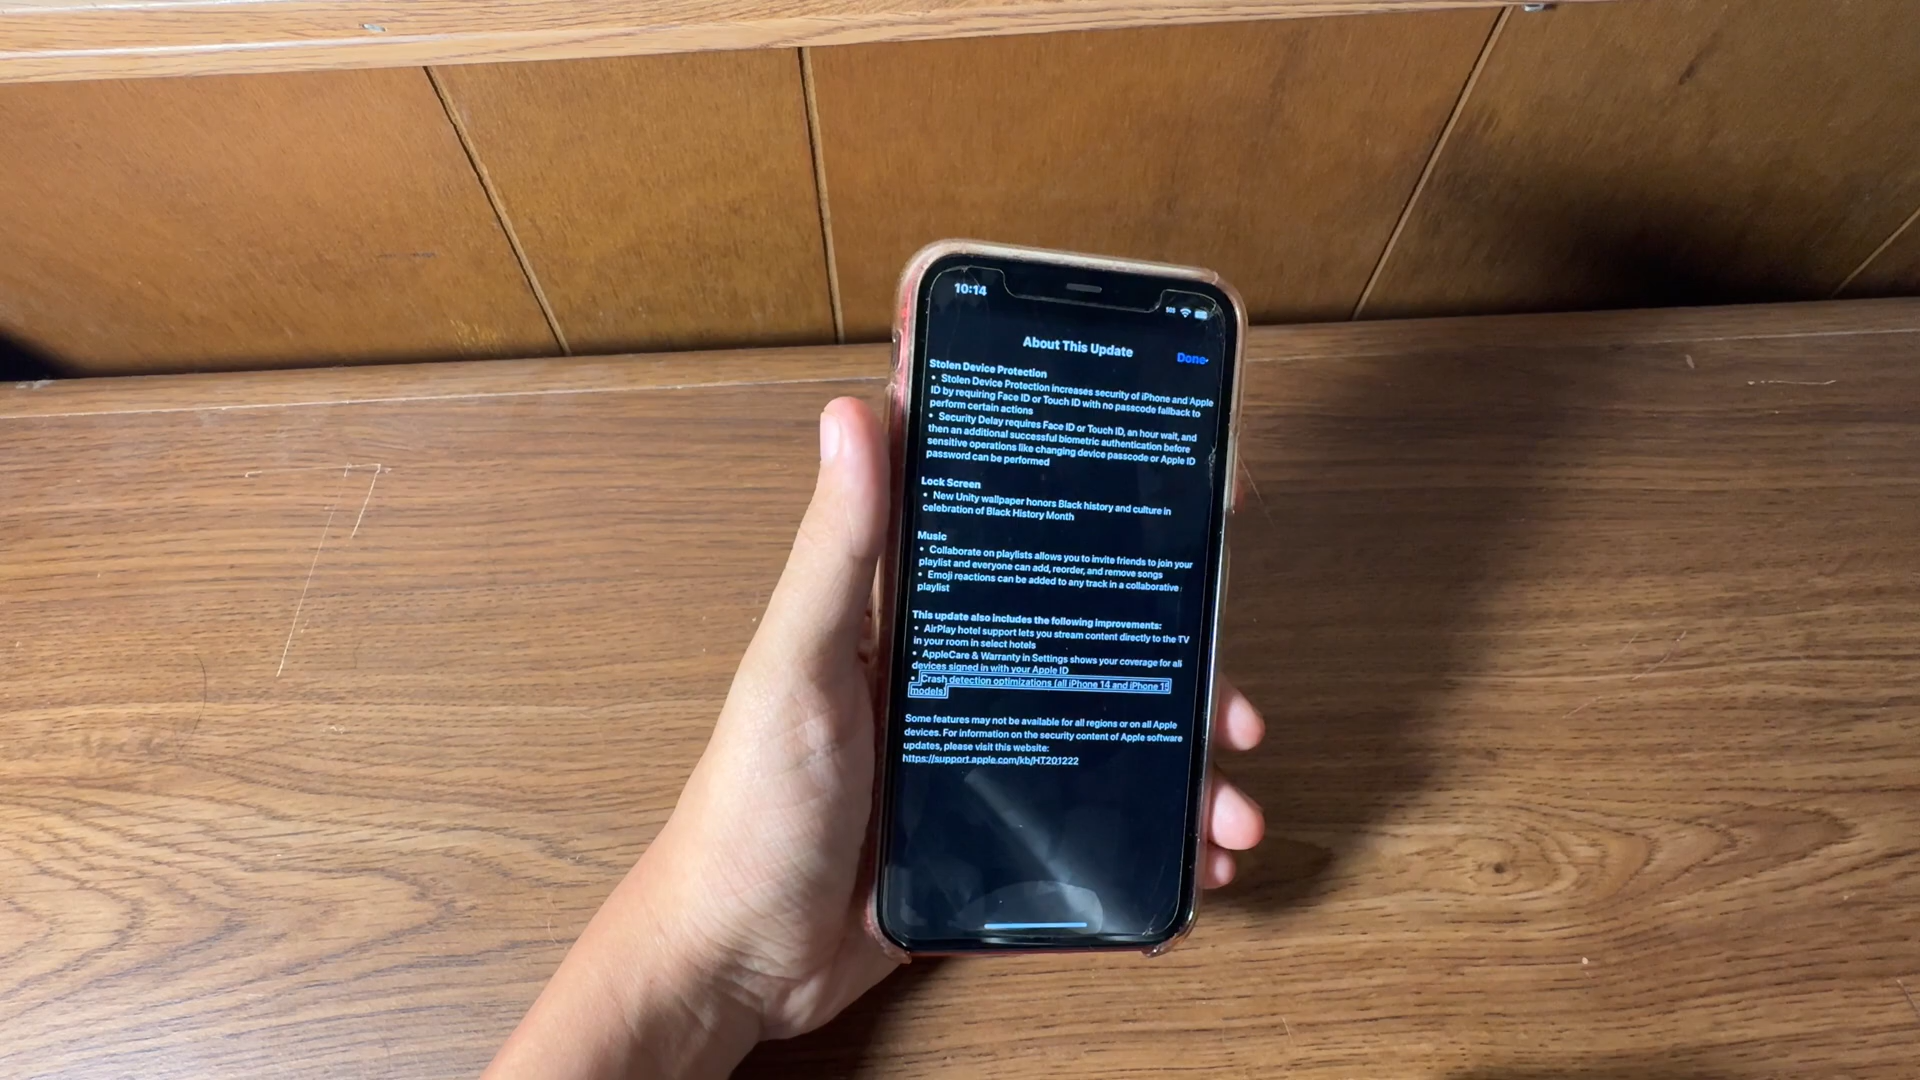 10:14
SOS
About This Update
Done
Stolen Device Protection
• Stolen Device Protection increases security of iPhone and Apple
ID by requiring Face ID or Touch ID with no passcode fallback to
perform certain actions
• Security Delay requires Face ID or Touch ID, an hour wait, and
then an additional successful biometric authentication before
sensitive operations like changing device passcode or Apple ID
password can be performed
Lock Screen
• New Unity wallpaper honors Black history and culture in
celebration of Black History Month
Music
• Collaborate on playlists allows you to invite friends to join your
playlist and everyone can add, reorder, and remove songs
• Emoji reactions can be added to any track in a collaborative
playlist
This update also includes the following improvements:
• AirPlay hotel support lets you stream content directly to the TV
in your room in select hotels
• AppleCare & Warranty in Settings shows your coverage for all
devices signed in with your Apple ID
• Crash detection optimizations (all iPhone 14 and iPhone 15
models)
Some features may not be available for all regions or on all Apple
devices. For information on the security content of Apple software
updates, please visit this website:
https://support.apple.com/kb/HT201222